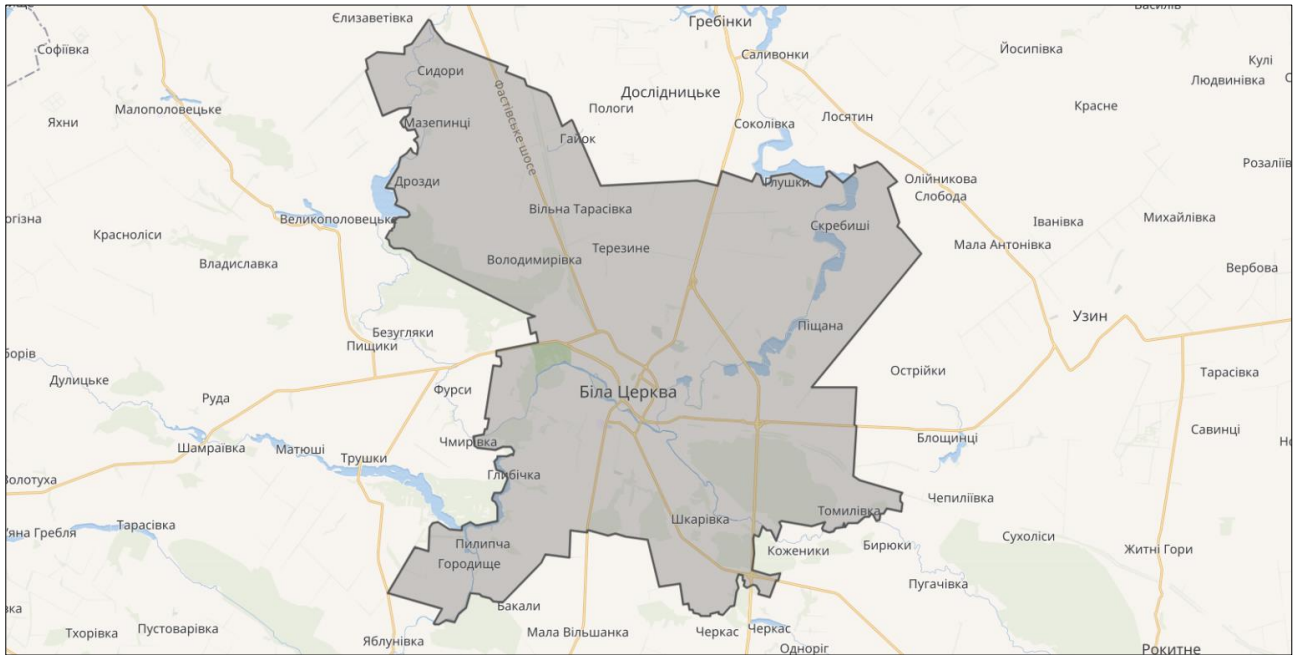 Єлизаветівка
Гребінки
Софіївка
Йосипівка
Саливонки
Кулі
Сидори
Людвинівка
Фастівське шосе
Дослідницьке
Малополовецьке
Пологи
Красне
Яхни
Мазепинці
Соколівка
Лосятин
Гайок
Розаліїв
Дрозди
Глушки
Олійникова
Слобода
Вільна Тарасівка
Великополовецьке
Михайлівка
Іванівка
Скребиші
Красноліси
Терезине
Мала Антонівка
Володимирівка
Владиславка
Вербова
Узин
Піщана
Безугляки
Пищики
Острійки
Тарасівка
Дулицьке
Фурси
Біла Церква
Руда
Савинці
Блощинці
Чмирівка
Шамраївка
Матюші
Трушки
Глибічка
Чепиліївка
Томилівка
Шкарівка
Тарасівка
Сухоліси
Пилипча
Коженики
Бирюки
Житні Гори
Городище
Пугачівка
Бакали
Тхорівка
Пустоварівка
Мала Вільшанка
Черкас
Черкас
Яблунівка
Одноріг
Рокитне